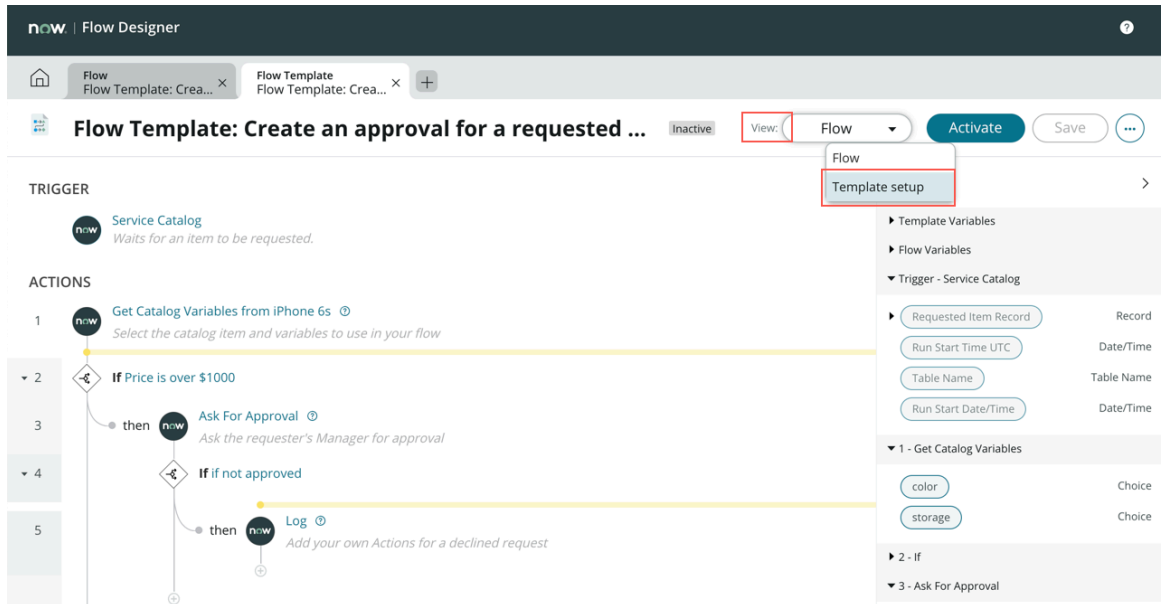 now. | Flow Designer
Flow
Flow Template: Crea...
Flow Template
Flow Template: Crea...
Flow Template: Create an approval for a requested ...
Inactive
View:
Flow
Activate
Save
Flow
Template setup
TRIGGER
now
Service Catalog
Waits for an item to be requested.
ACTIONS
1
now
Get Catalog Variables from iPhone 6s
Select the catalog item and variables to use in your flow
2
If Price is over $1000
3
then
now
Ask For Approval
Ask the requester's Manager for approval
4
If if not approved
5
then
now
Log
Add your own Actions for a declined request
Template Variables
Flow Variables
Trigger - Service Catalog
Requested Item Record Record
Run Start Time UTC Date/Time
Table Name Table Name
Run Start Date/Time Date/Time
1 - Get Catalog Variables
color Choice
storage Choice
2 - If
3 - Ask For Approval